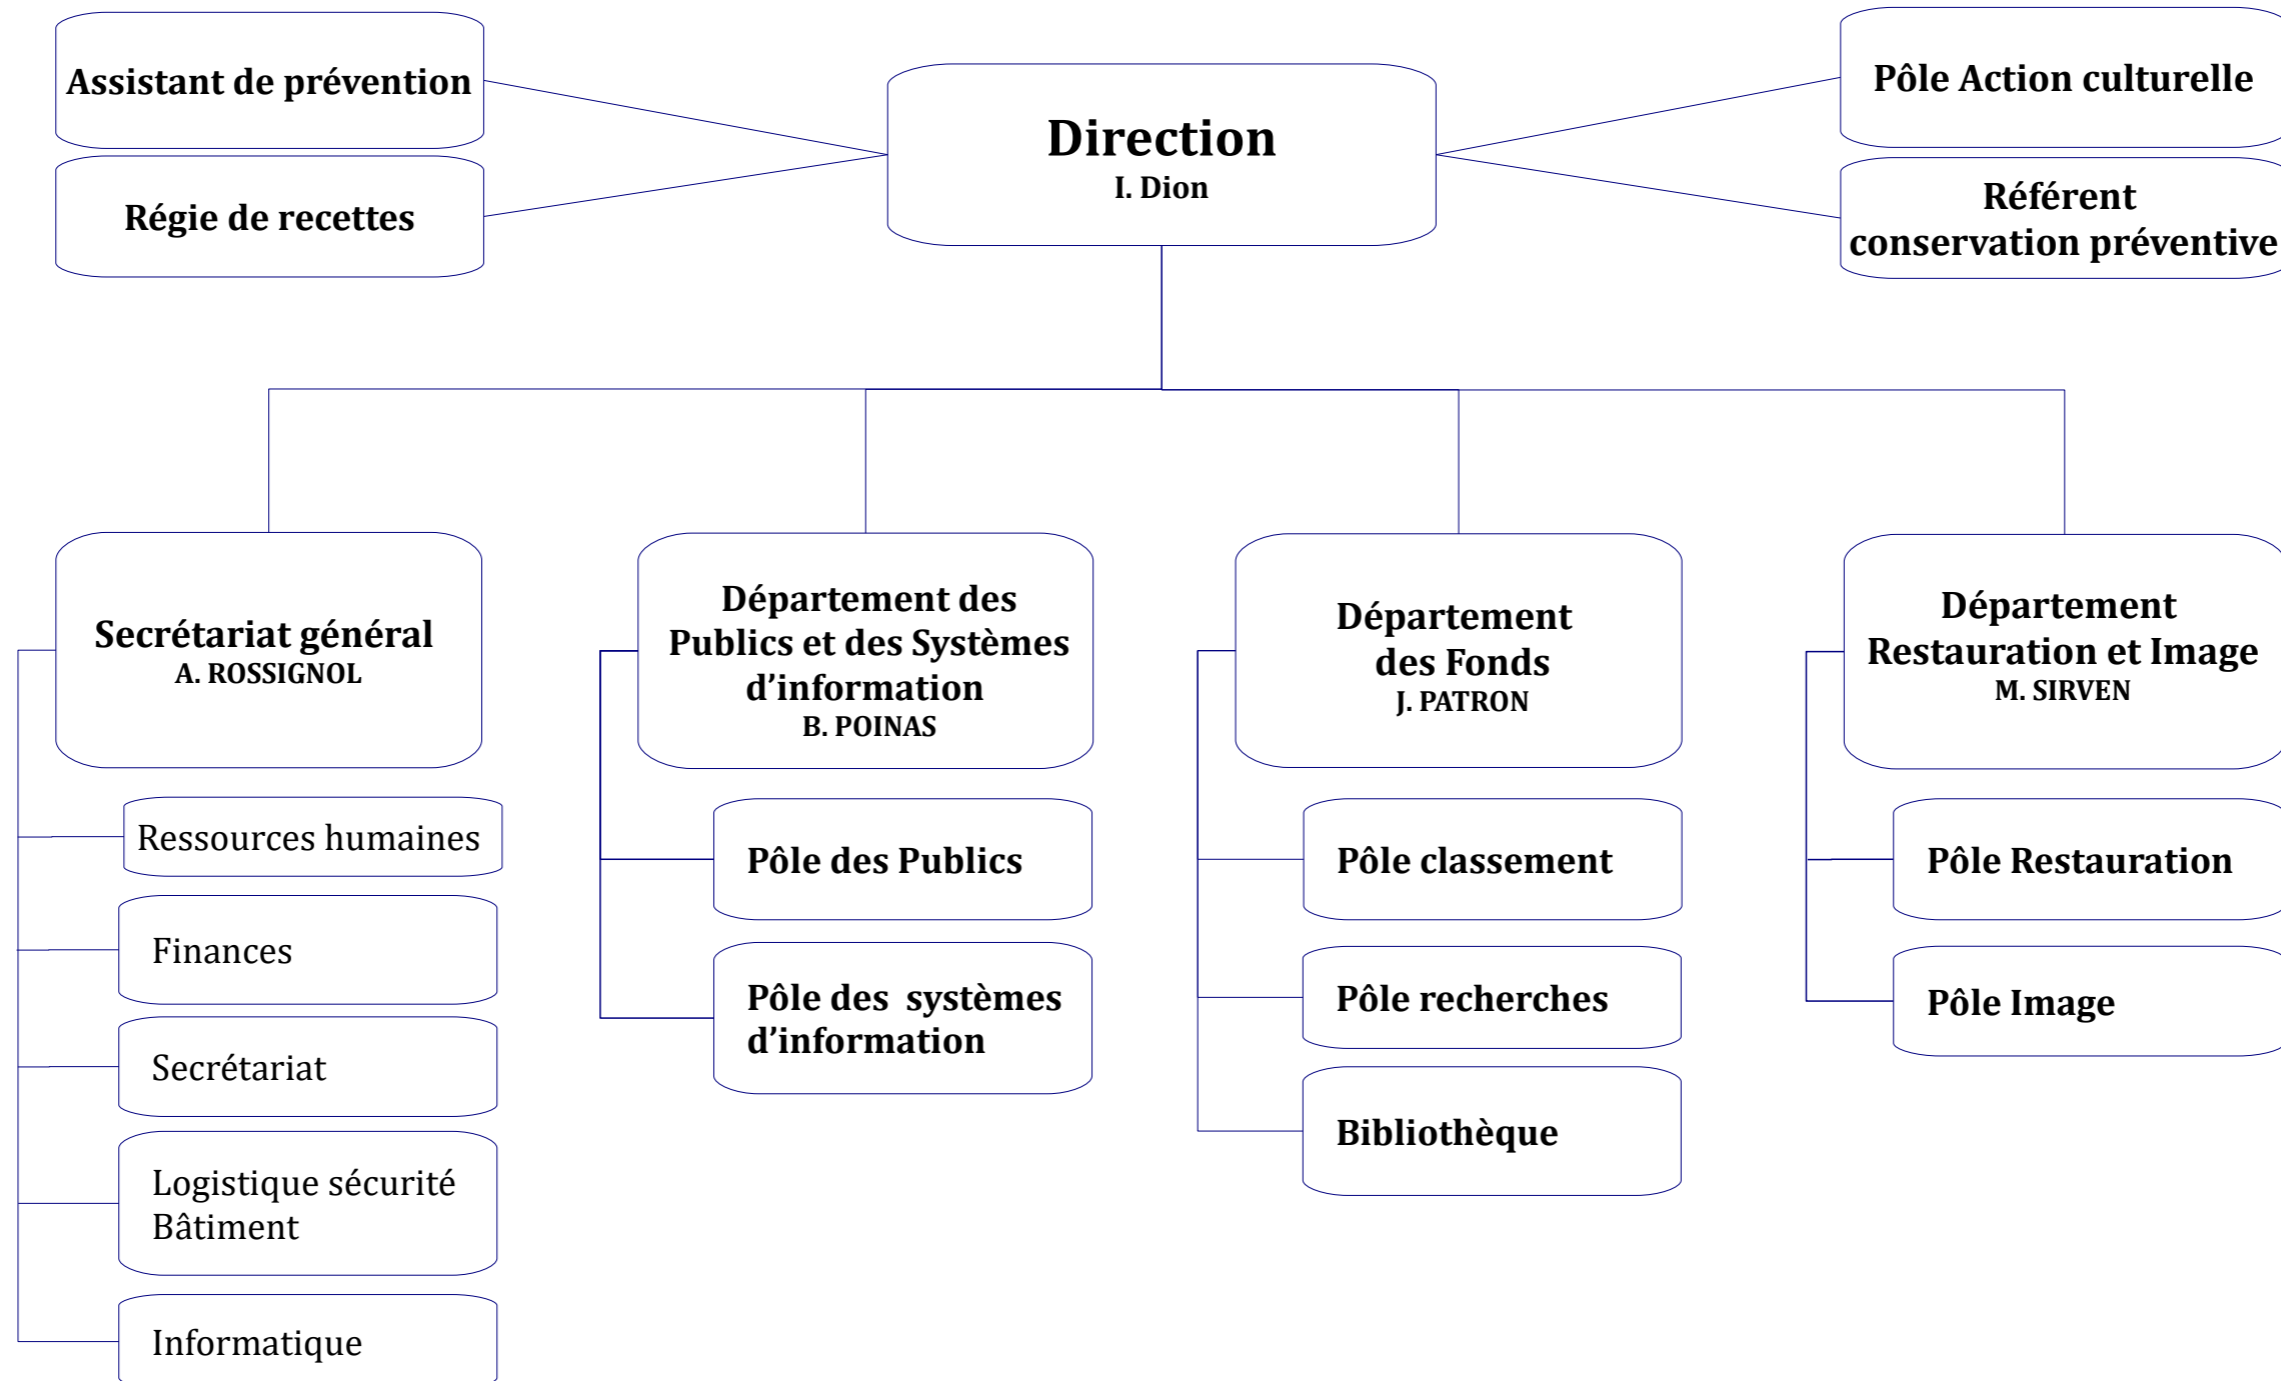 Assistant de prévention
Régie de recettes
Direction
I. Dion
Pôle Action culturelle
Référent
conservation préventive
Secrétariat général
A. ROSSIGNOL
Ressources humaines
Finances
Secrétariat
Logistique sécurité
Bâtiment
Informatique
Département des
Publics et des Systèmes
d’information
B. POINAS
Pôle des Publics
Pôle des  systèmes
d’information
Département
des Fonds
J. PATRON
Pôle classement
Pôle recherches
Bibliothèque
Département
Restauration et Image
M. SIRVEN
Pôle Restauration
Pôle Image